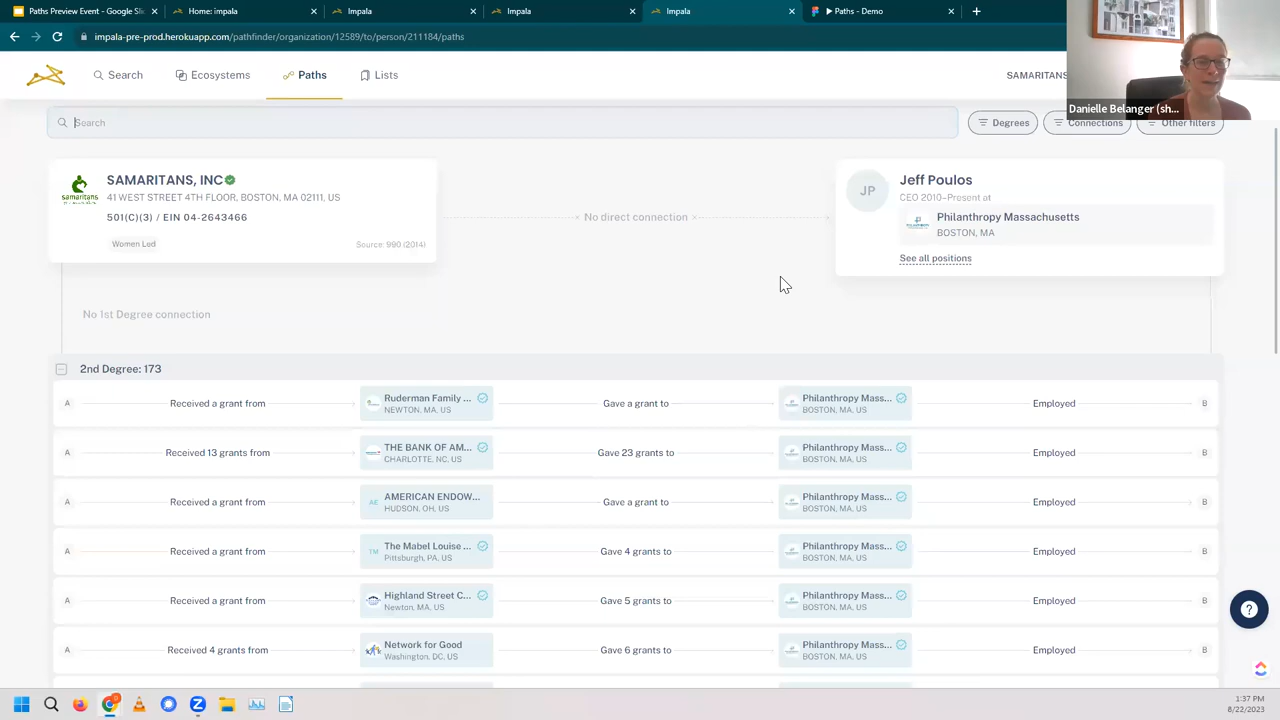 Paths Preview Event - Google Slid
Home: impala
Impala
Impala
Impala
Paths - Demo
impala-pre-prod.herokuapp.com/pathfinder/organization/12589/to/person/211184/paths
Search
Ecosystems
Paths
Lists
SAMARITANS
Danielle Belanger (sh...
Search
Degrees
Connections
Other filters
SAMARITANS, INC
41 WEST STREET 4TH FLOOR, BOSTON, MA 02111, US
501(C)(3) / EIN 04-2643466
Women Led
Source: 990 (2014)
No direct connection
JP
Jeff Poulos
CEO 2010–Present at
Philanthropy Massachusetts
BOSTON, MA
See all positions
No 1st Degree connection
2nd Degree: 173
A Received a grant from Ruderman Family ... Gave a grant to Philanthropy Mass... Employed B
NEWTON, MA, US BOSTON, MA, US
A Received 13 grants from THE BANK OF AM... Gave 23 grants to Philanthropy Mass... Employed B
CHARLOTTE, NC, US BOSTON, MA, US
A Received a grant from AE AMERICAN ENDOW... Gave a grant to Philanthropy Mass... Employed B
HUDSON, OH, US BOSTON, MA, US
A Received a grant from TM The Mabel Louise ... Gave 4 grants to Philanthropy Mass... Employed B
Pittsburgh, PA, US BOSTON, MA, US
A Received a grant from Highland Street C... Gave 5 grants to Philanthropy Mass... Employed B
Newton, MA, US BOSTON, MA, US
A Received 4 grants from Network for Good Gave 6 grants to Philanthropy Mass... Employed B
Washington, DC, US BOSTON, MA, US
1:37 PM
8/22/2023